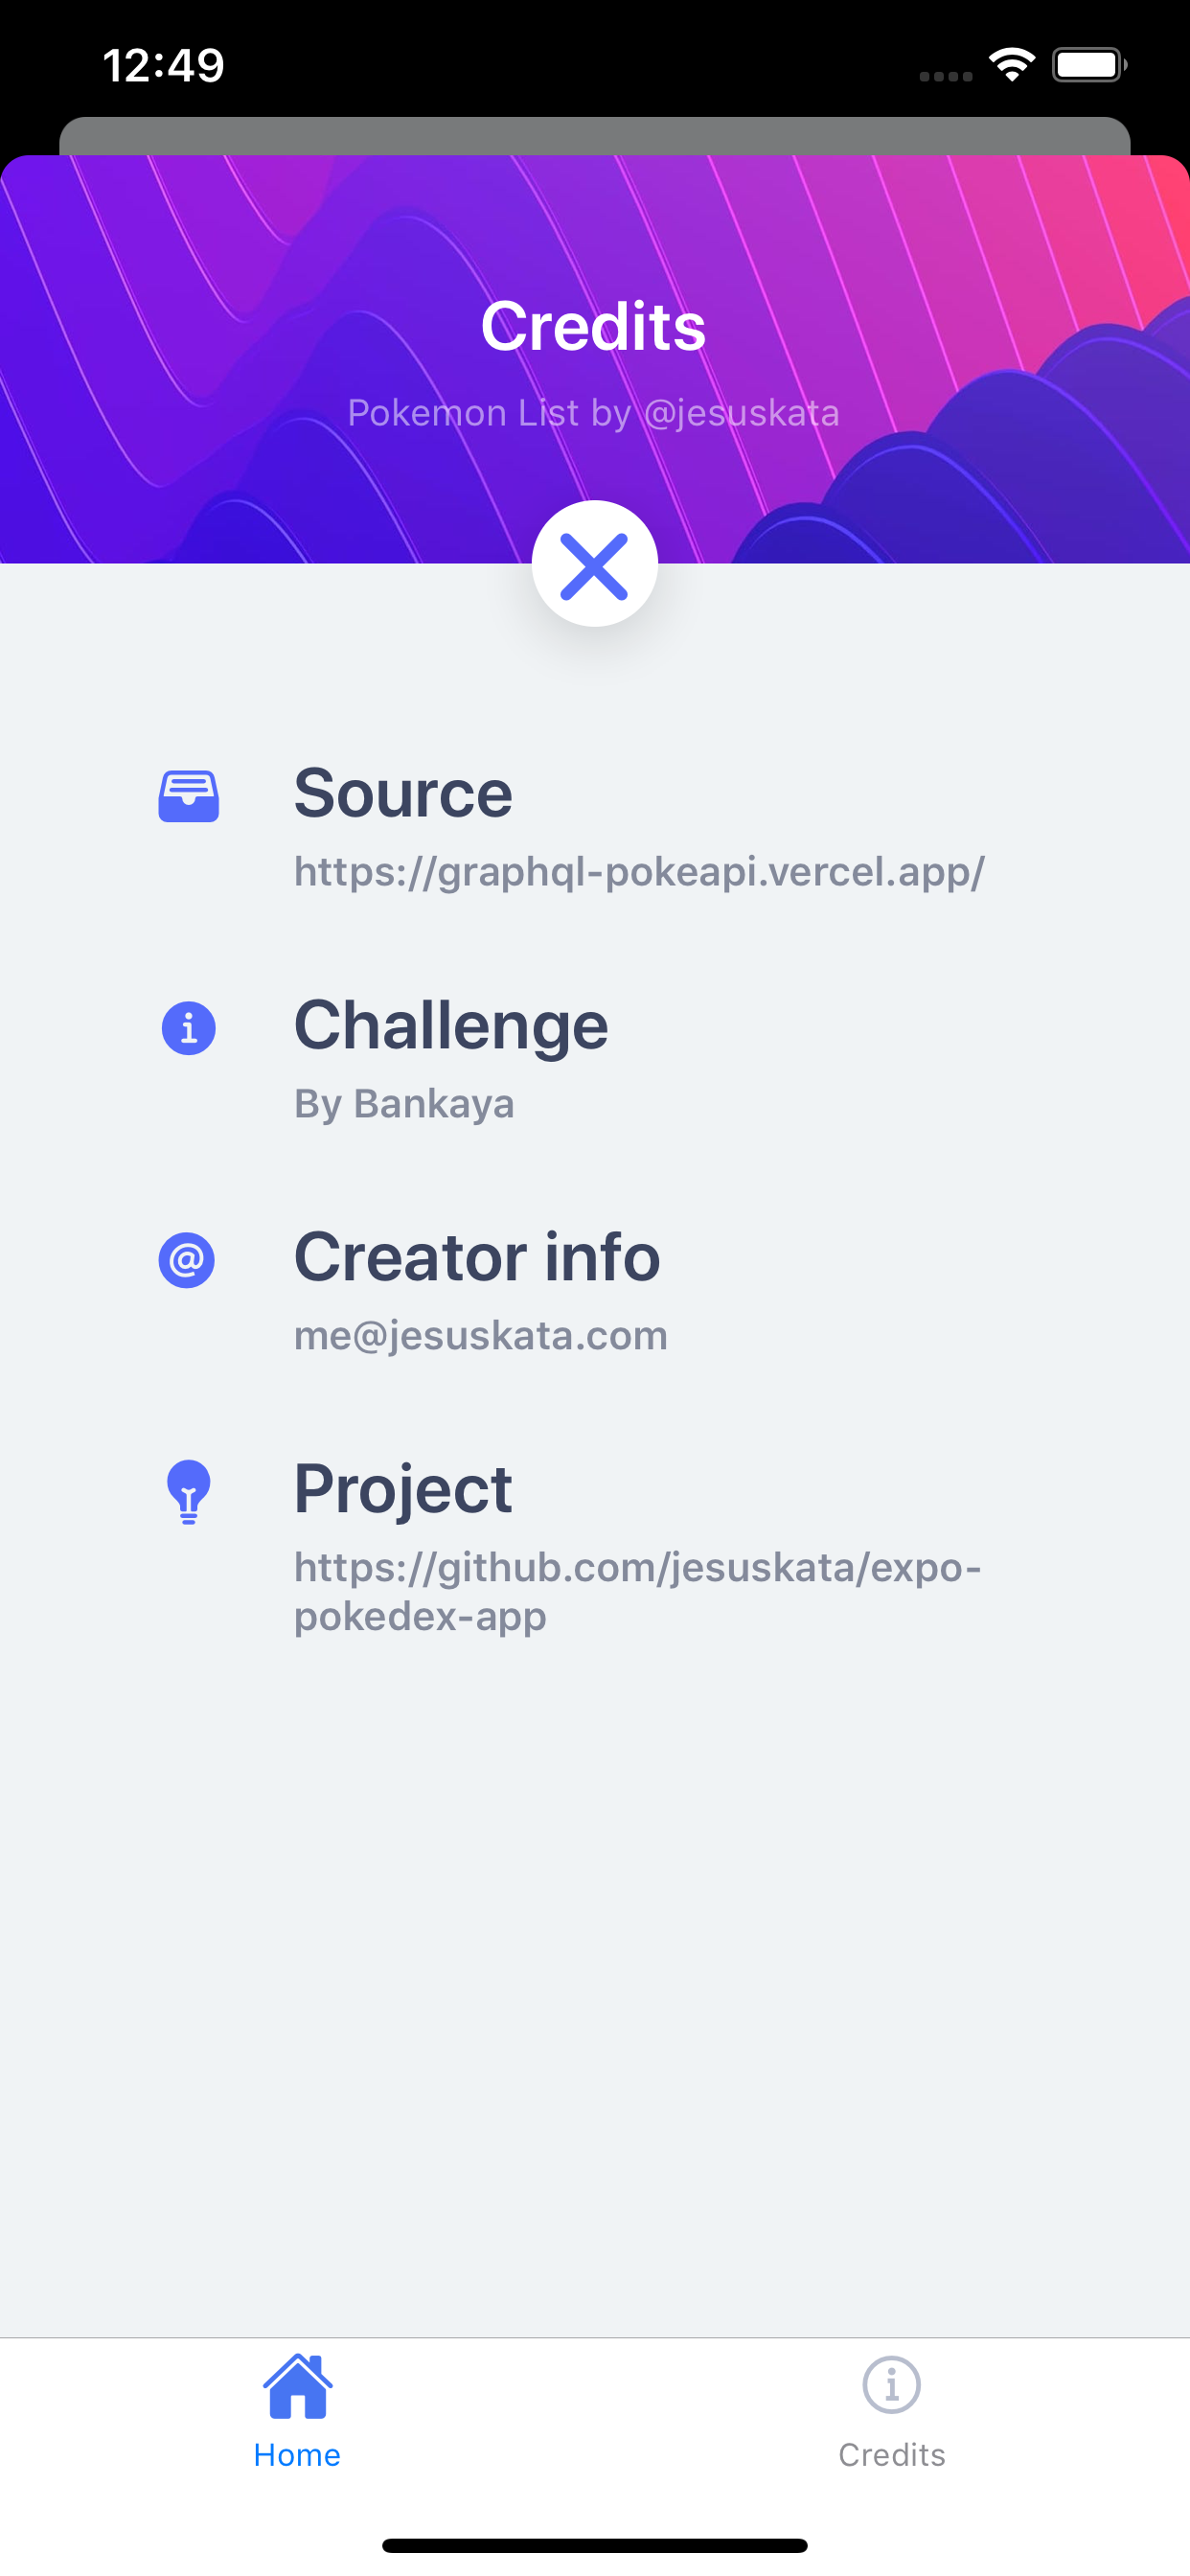 12:49
Credits
Pokemon List by @jesuskata
Source
https://graphql-pokeapi.vercel.app/
Challenge
By Bankaya
Creator info
me@jesuskata.com
Project
https://github.com/jesuskata/expo-
pokedex-app
Home
Credits